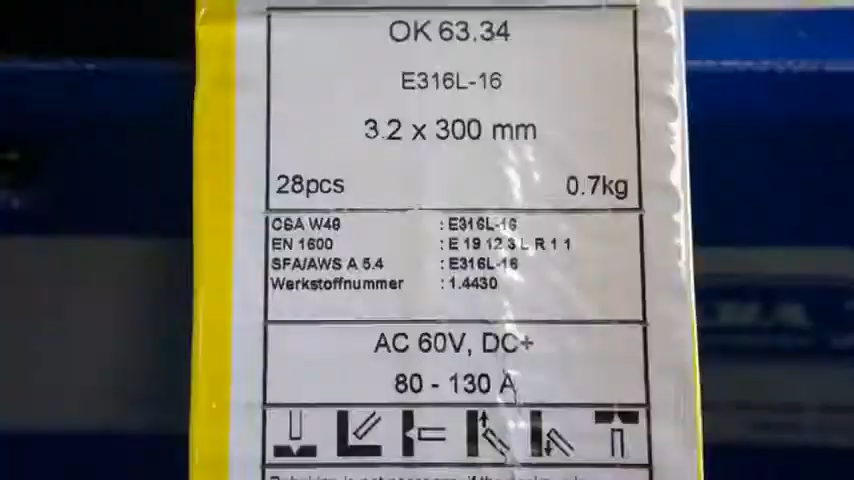 OK 63.34
E316L-16
3.2 x 300 mm
28pcs 0.7kg
CSA W48 : E316L-16
EN 1600 : E 19 12 3 L R 1 1
SFA/AWS A 5.4 : E316L-16
Werkstoffnummer : 1.4430
AC 60V, DC+
80 - 130 A